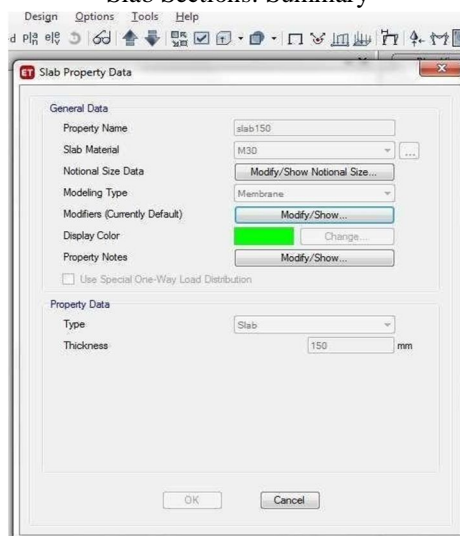 Slab Sections: Summary
Design Options Tools Help
d
ET Slab Property Data
General Data
Property Name slab150
Slab Material M30 ...
Notional Size Data Modify/Show Notional Size...
Modeling Type Membrane
Modifiers (Currently Default) Modify/Show...
Display Color Change...
Property Notes Modify/Show...
Use Special One-Way Load Distribution
Property Data
Type Slab
Thickness 150 mm
OK Cancel